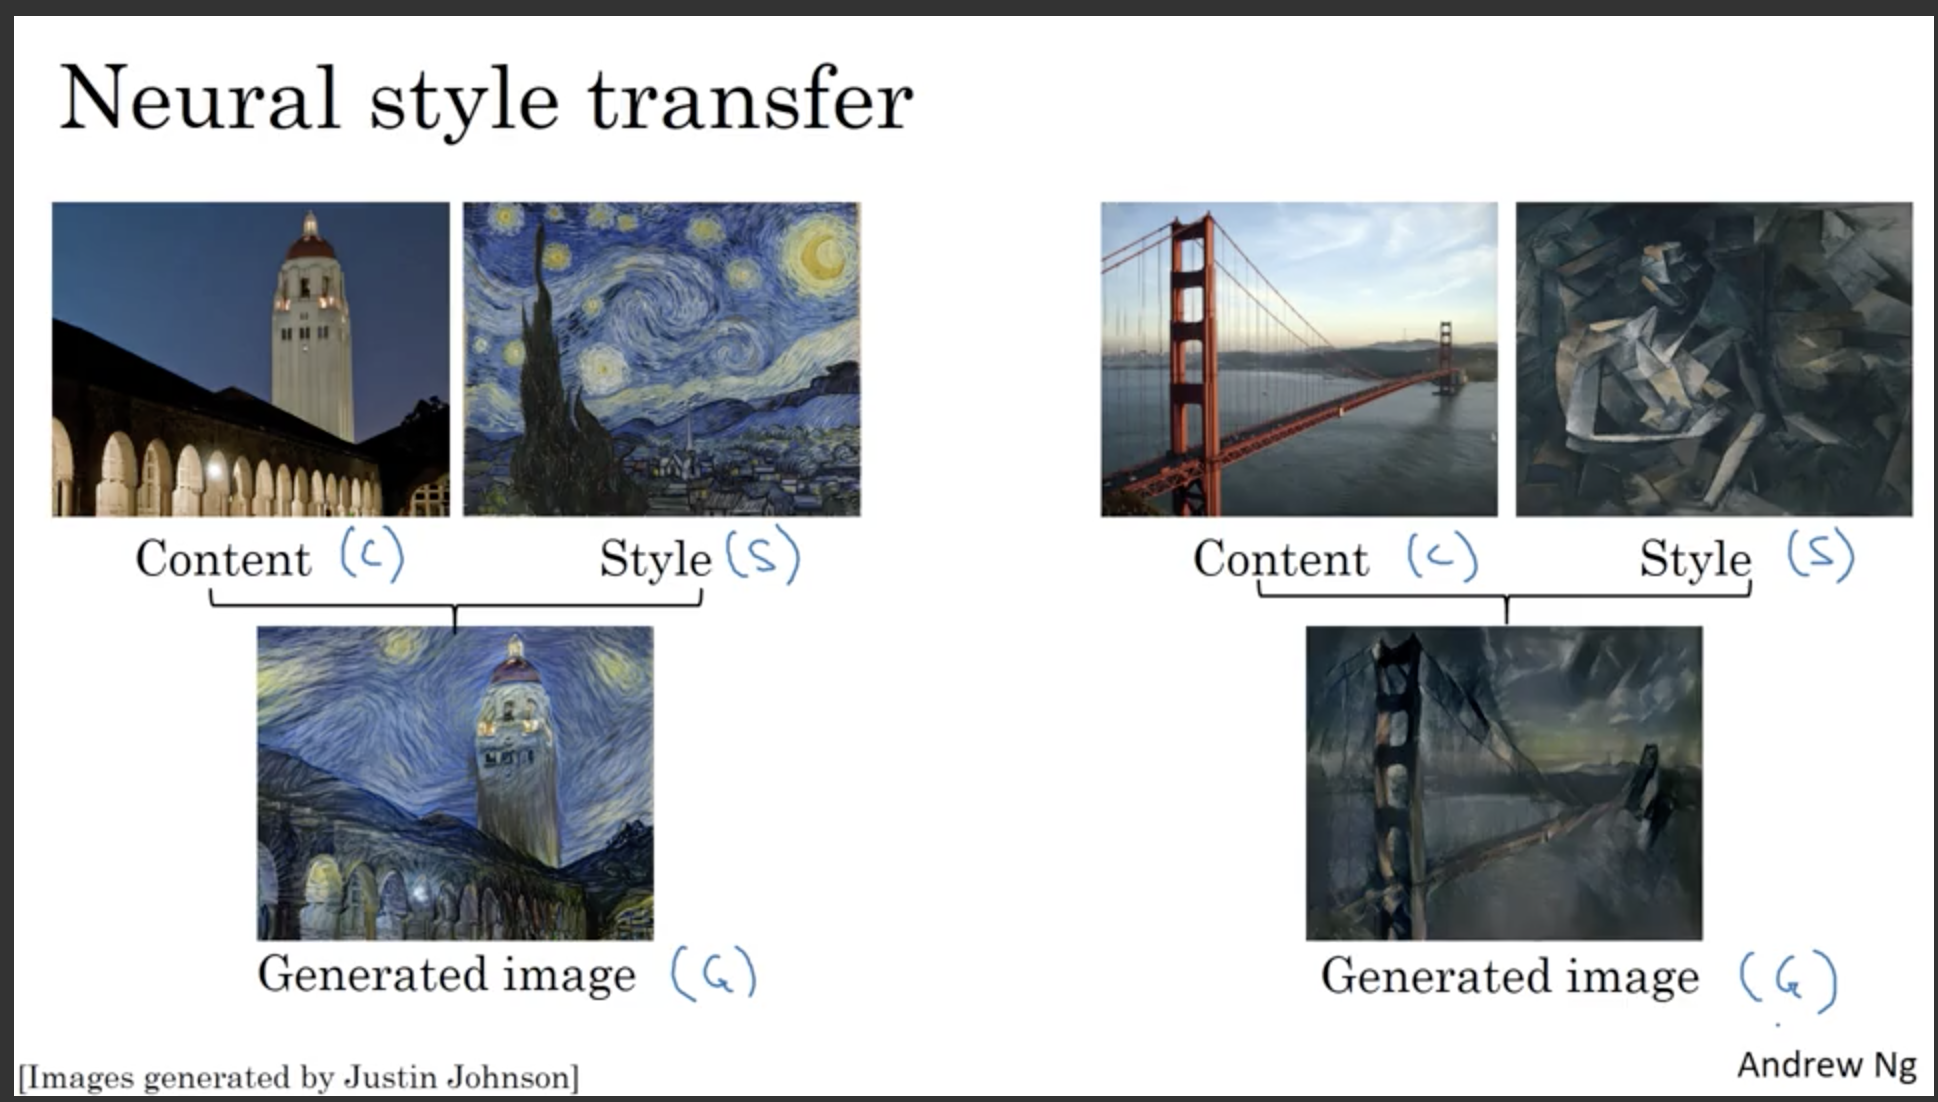 Neural style transfer
Content (C)
Style (S)
Content (C)
Style (S)
Generated image (G)
Generated image (G)
[Images generated by Justin Johnson]
Andrew Ng